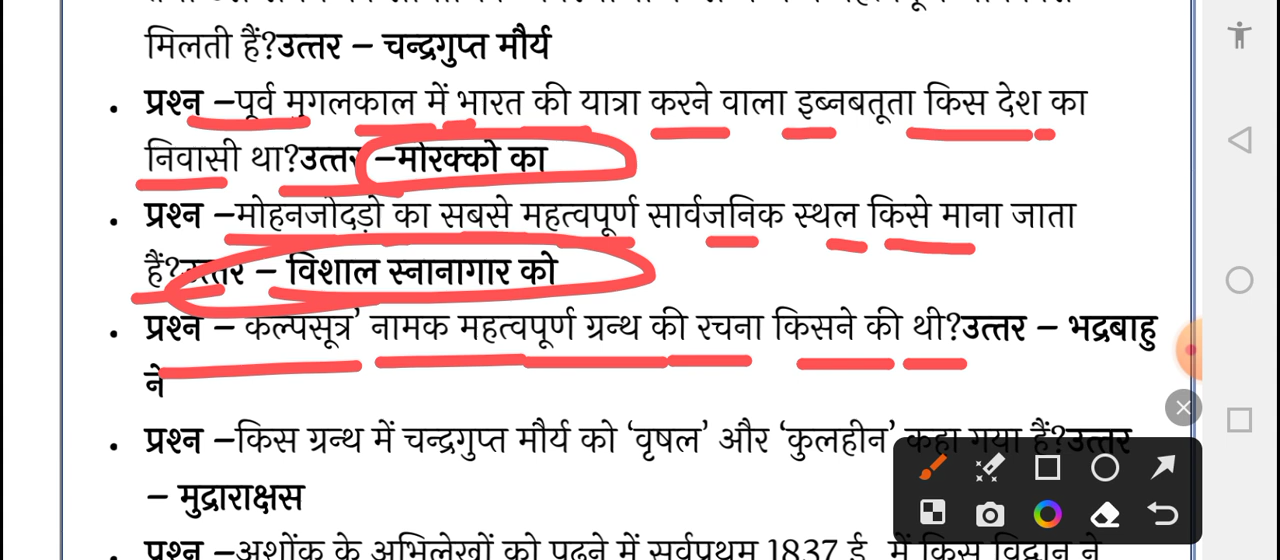 मिलती हैं?उत्तर – चन्द्रगुप्त मौर्य
• प्रश्न –पूर्व मुगलकाल में भारत की यात्रा करने वाला इब्नबतूता किस देश का
निवासी था?उत्तर –मोरक्को का
• प्रश्न –मोहनजोदड़ो का सबसे महत्वपूर्ण सार्वजनिक स्थल किसे माना जाता
हैं?उत्तर – विशाल स्नानागार को
• प्रश्न – कल्पसूत्र’ नामक महत्वपूर्ण ग्रन्थ की रचना किसने की थी?उत्तर – भद्रबाहु
ने
• प्रश्न –किस ग्रन्थ में चन्द्रगुप्त मौर्य को ‘वृषल’ और ‘कुलहीन’ कहा गया हैं?उत्तर
– मुद्राराक्षस
प्रश्न –अशोंक के अभिलेखों को पढने में सर्वप्रथम 1837 ई. में किस विद्वान ने